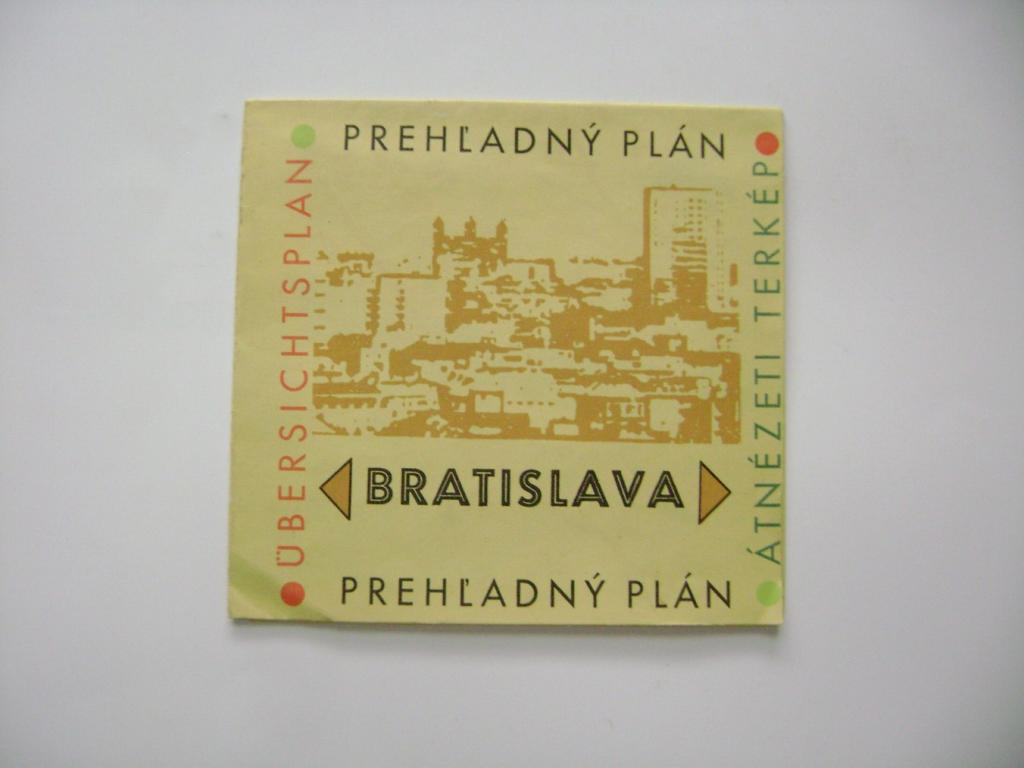 PREHĽADNÝ PLÁN
ÜBERSICHTSPLAN
ÁTNÉZETI TERKÉP
BRATISLAVA
PREHĽADNÝ PLÁN